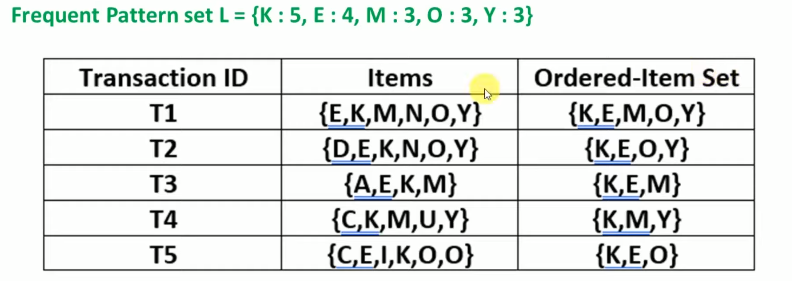 Frequent Pattern set L = {K : 5, E : 4, M : 3, O : 3, Y : 3}
Transaction ID Items Ordered-Item Set
T1 {E,K,M,N,O,Y} {K,E,M,O,Y}
T2 {D,E,K,N,O,Y} {K,E,O,Y}
T3 {A,E,K,M} {K,E,M}
T4 {C,K,M,U,Y} {K,M,Y}
T5 {C,E,I,K,O,O} {K,E,O}